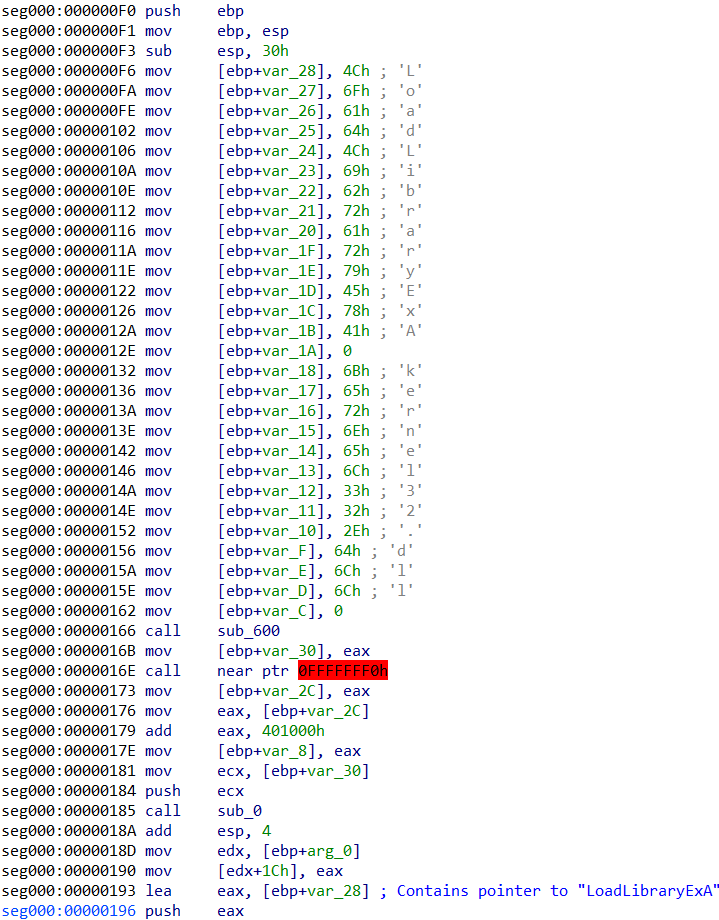 seg000:000000F0 push    ebp
seg000:000000F1 mov     ebp, esp
seg000:000000F3 sub     esp, 30h
seg000:000000F6 mov     [ebp+var_28], 4Ch ; 'L'
seg000:000000FA mov     [ebp+var_27], 6Fh ; 'o'
seg000:000000FE mov     [ebp+var_26], 61h ; 'a'
seg000:00000102 mov     [ebp+var_25], 64h ; 'd'
seg000:00000106 mov     [ebp+var_24], 4Ch ; 'L'
seg000:0000010A mov     [ebp+var_23], 69h ; 'i'
seg000:0000010E mov     [ebp+var_22], 62h ; 'b'
seg000:00000112 mov     [ebp+var_21], 72h ; 'r'
seg000:00000116 mov     [ebp+var_20], 61h ; 'a'
seg000:0000011A mov     [ebp+var_1F], 72h ; 'r'
seg000:0000011E mov     [ebp+var_1E], 79h ; 'y'
seg000:00000122 mov     [ebp+var_1D], 45h ; 'E'
seg000:00000126 mov     [ebp+var_1C], 78h ; 'x'
seg000:0000012A mov     [ebp+var_1B], 41h ; 'A'
seg000:0000012E mov     [ebp+var_1A], 0
seg000:00000132 mov     [ebp+var_18], 6Bh ; 'k'
seg000:00000136 mov     [ebp+var_17], 65h ; 'e'
seg000:0000013A mov     [ebp+var_16], 72h ; 'r'
seg000:0000013E mov     [ebp+var_15], 6Eh ; 'n'
seg000:00000142 mov     [ebp+var_14], 65h ; 'e'
seg000:00000146 mov     [ebp+var_13], 6Ch ; 'l'
seg000:0000014A mov     [ebp+var_12], 33h ; '3'
seg000:0000014E mov     [ebp+var_11], 32h ; '2'
seg000:00000152 mov     [ebp+var_10], 2Eh ; '.'
seg000:00000156 mov     [ebp+var_F], 64h ; 'd'
seg000:0000015A mov     [ebp+var_E], 6Ch ; 'l'
seg000:0000015E mov     [ebp+var_D], 6Ch ; 'l'
seg000:00000162 mov     [ebp+var_C], 0
seg000:00000166 call    sub_600
seg000:0000016B mov     [ebp+var_30], eax
seg000:0000016E call    near ptr 0FFFFFFF0h
seg000:00000173 mov     [ebp+var_2C], eax
seg000:00000176 mov     eax, [ebp+var_2C]
seg000:00000179 add     eax, 401000h
seg000:0000017E mov     [ebp+var_8], eax
seg000:00000181 mov     ecx, [ebp+var_30]
seg000:00000184 push    ecx
seg000:00000185 call    sub_0
seg000:0000018A add     esp, 4
seg000:0000018D mov     edx, [ebp+arg_0]
seg000:00000190 mov     [edx+1Ch], eax
seg000:00000193 lea     eax, [ebp+var_28] ; Contains pointer to "LoadLibraryExA"
seg000:00000196 push    eax